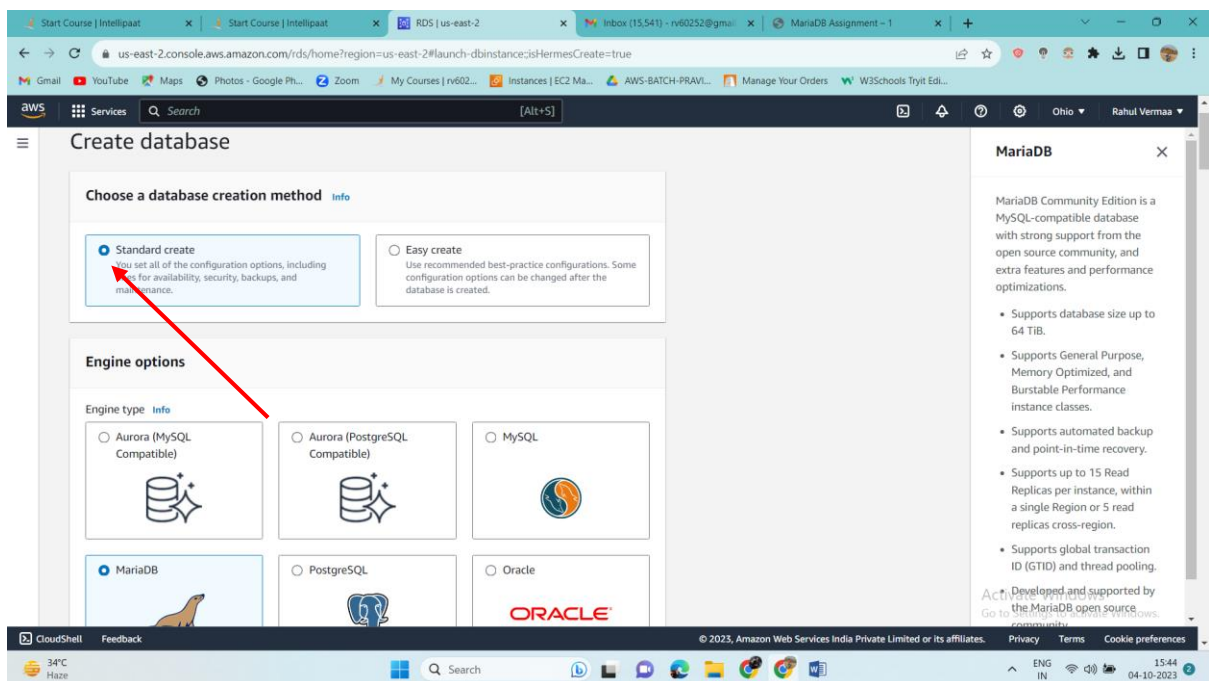 Start Course | Intellipaat
Start Course | Intellipaat
RDS | us-east-2
Inbox (15,541) - rv60252@gmai
MariaDB Assignment – 1
us-east-2.console.aws.amazon.com/rds/home?region=us-east-2#launch-dbinstance:;isHermesCreate=true
Gmail
YouTube
Maps
Photos - Google Ph...
Zoom
My Courses | rv602...
Instances | EC2 Ma...
AWS-BATCH-PRAVI...
Manage Your Orders
W3Schools Tryit Edi...
aws
Services
Search
[Alt+S]
Ohio
Rahul Vermaa
Create database
Choose a database creation method Info
Standard create
You set all of the configuration options, including
for availability, security, backups, and
maintenance.
Easy create
Use recommended best-practice configurations. Some
configuration options can be changed after the
database is created.
Engine options
Engine type Info
Aurora (MySQL
Compatible)
Aurora (PostgreSQL
Compatible)
MySQL
MariaDB
PostgreSQL
Oracle
ORACLE
MariaDB
MariaDB Community Edition is a
MySQL-compatible database
with strong support from the
open source community, and
extra features and performance
optimizations.
• Supports database size up to
64 TiB.
• Supports General Purpose,
Memory Optimized, and
Burstable Performance
instance classes.
• Supports automated backup
and point-in-time recovery.
• Supports up to 15 Read
Replicas per instance, within
a single Region or 5 read
replicas cross-region.
• Supports global transaction
ID (GTID) and thread pooling.
• Developed and supported by
the MariaDB open source
community
Activate Windows
Go to Settings to activate Windows.
CloudShell
Feedback
© 2023, Amazon Web Services India Private Limited or its affiliates.
Privacy
Terms
Cookie preferences
34°C
Haze
Search
ENG
IN
15:44
04-10-2023
2